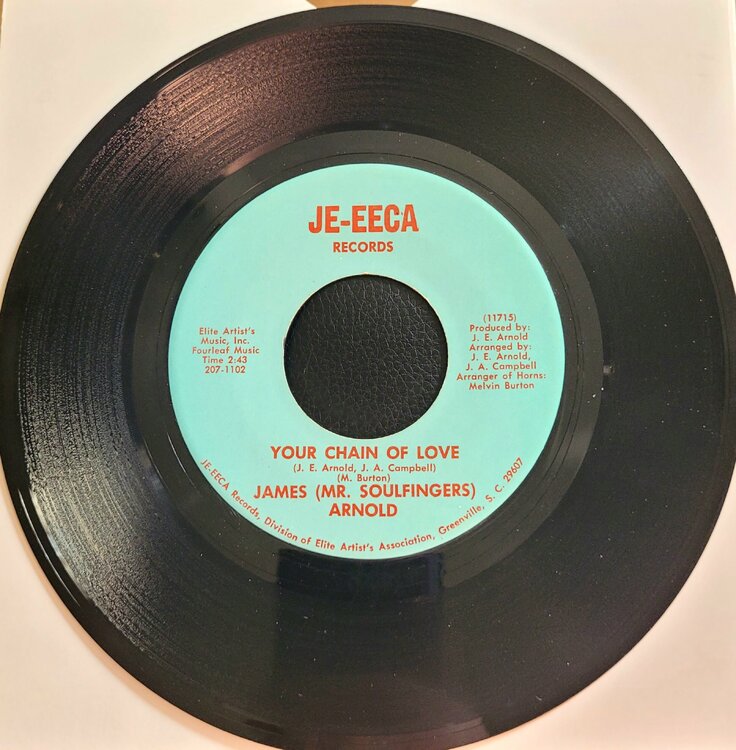 JE-EECA
RECORDS
Elite Artist's
Music, Inc.
Fourleaf Music
Time 2:43
207-1102
(11715)
Produced by:
J. E. Arnold
Arranged by:
J. E. Arnold,
J. A. Campbell
Arranger of Horns:
Melvin Burton
YOUR CHAIN OF LOVE
(J. E. Arnold, J. A. Campbell)
(M. Burton)
JAMES (MR. SOULFINGERS)
ARNOLD
JE-EECA Records, Division of Elite Artist's Association, Greenville, S. C. 29607